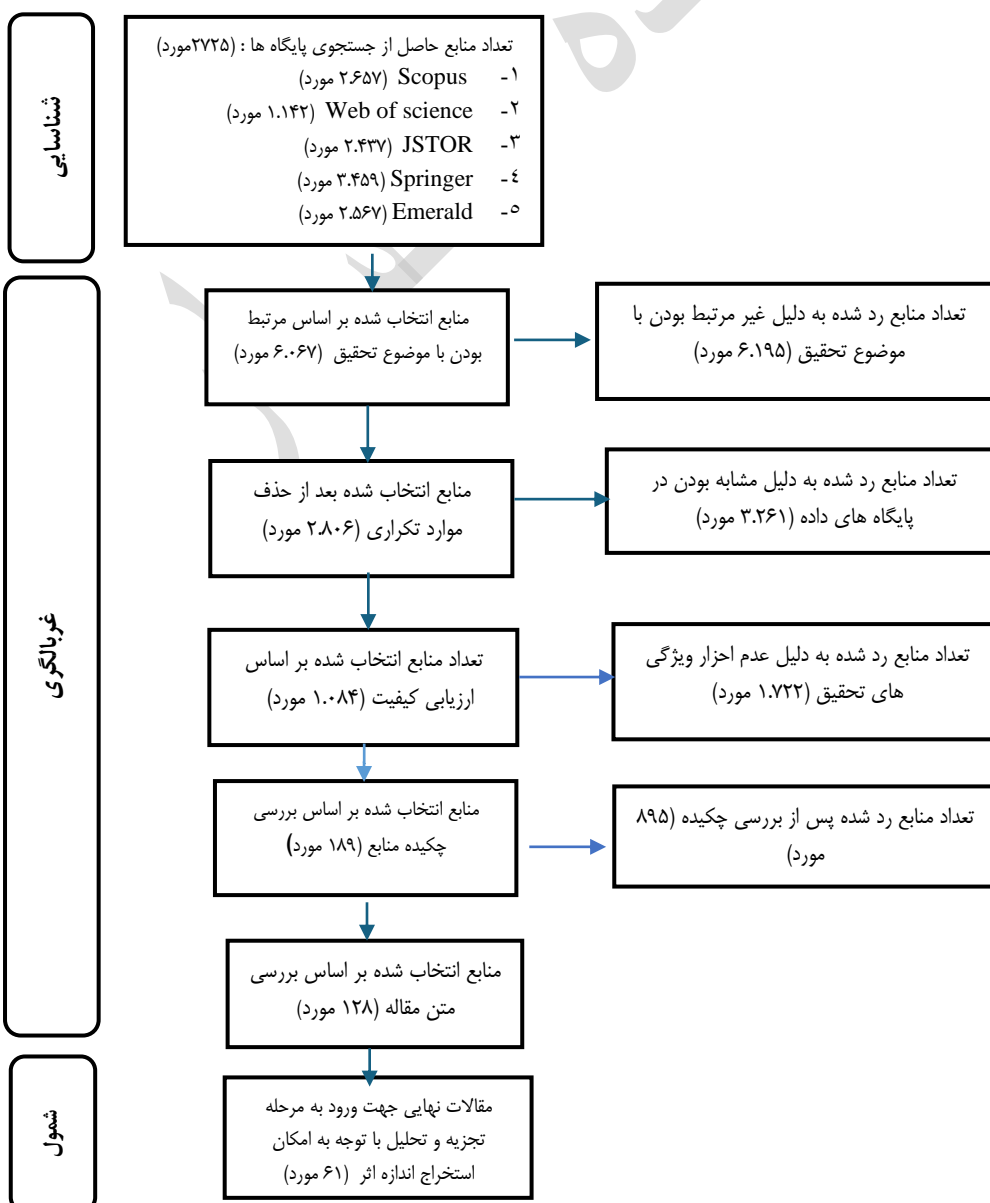 شناسایی
تعداد منابع حاصل از جستجوی پایگاه ها : (۲۷۲۵مورد)
۱- Scopus (۲.۶۵۷ مورد)
۲- Web of science (۱.۱۴۲ مورد)
۳- JSTOR (۲.۴۳۷ مورد)
٤- Springer (۳.۴۵۹ مورد)
٥- Emerald (۲.۵۶۷ مورد)
غربالگری
منابع انتخاب شده بر اساس مرتبط
بودن با موضوع تحقیق (۶.۰۶۷ مورد)
تعداد منابع رد شده به دلیل غیر مرتبط بودن با
موضوع تحقیق (۶.۱۹۵ مورد)
منابع انتخاب شده بعد از حذف
موارد تکراری (۲.۸۰۶ مورد)
تعداد منابع رد شده به دلیل مشابه بودن در
پایگاه های داده (۳.۲۶۱ مورد)
تعداد منابع انتخاب شده بر اساس
ارزیابی کیفیت (۱.۰۸۴ مورد)
تعداد منابع رد شده به دلیل عدم احزار ویژگی
های تحقیق (۱.۷۲۲ مورد)
منابع انتخاب شده بر اساس بررسی
چکیده منابع (۱۸۹ مورد)
تعداد منابع رد شده پس از بررسی چکیده (۸۹۵
مورد)
منابع انتخاب شده بر اساس بررسی
متن مقاله (۱۲۸ مورد)
شمول
مقالات نهایی جهت ورود به مرحله
تجزیه و تحلیل با توجه به امکان
استخراج اندازه اثر (۶۱ مورد)